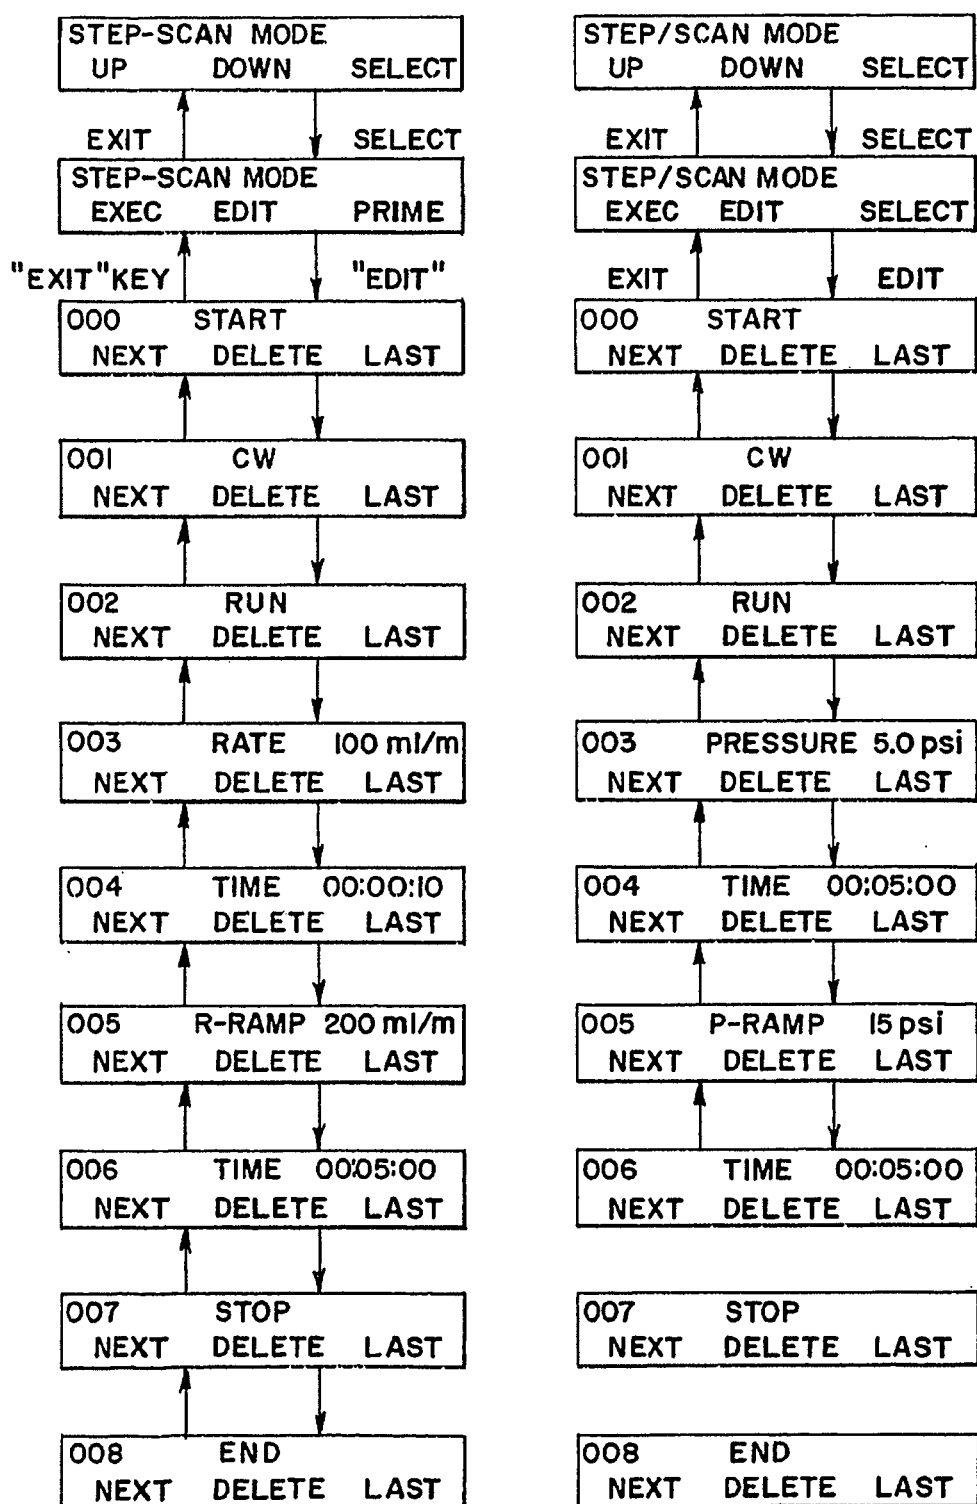 STEP-SCAN MODE
UP DOWN SELECT
EXIT SELECT
STEP-SCAN MODE
EXEC EDIT PRIME
"EXIT" KEY "EDIT"
000 START
NEXT DELETE LAST
001 CW
NEXT DELETE LAST
002 RUN
NEXT DELETE LAST
003 RATE 100 ml/m
NEXT DELETE LAST
004 TIME 00:00:10
NEXT DELETE LAST
005 R-RAMP 200 ml/m
NEXT DELETE LAST
006 TIME 00:05:00
NEXT DELETE LAST
007 STOP
NEXT DELETE LAST
008 END
NEXT DELETE LAST
STEP/SCAN MODE
UP DOWN SELECT
EXIT SELECT
STEP/SCAN MODE
EXEC EDIT SELECT
EXIT EDIT
000 START
NEXT DELETE LAST
001 CW
NEXT DELETE LAST
002 RUN
NEXT DELETE LAST
003 PRESSURE 5.0 psi
NEXT DELETE LAST
004 TIME 00:05:00
NEXT DELETE LAST
005 P-RAMP 15 psi
NEXT DELETE LAST
006 TIME 00:05:00
NEXT DELETE LAST
007 STOP
NEXT DELETE LAST
008 END
NEXT DELETE LAST